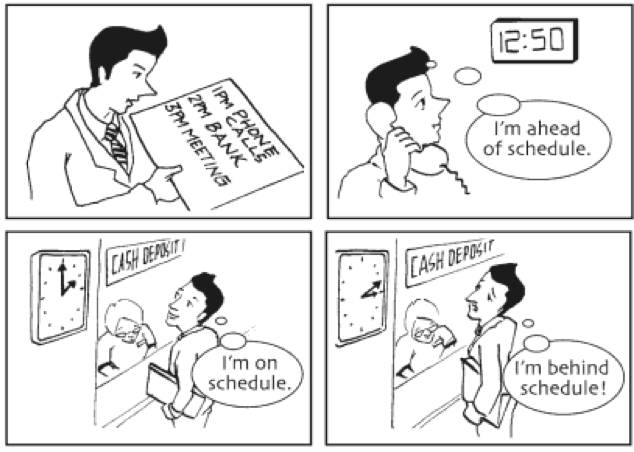 1PM PHONE
CALLS
2PM BANK
3PM MEETING
12:50
I'm ahead
of schedule.
CASH DEPOSIT
I'm on
schedule.
CASH DEPOSIT
I'm behind
schedule!